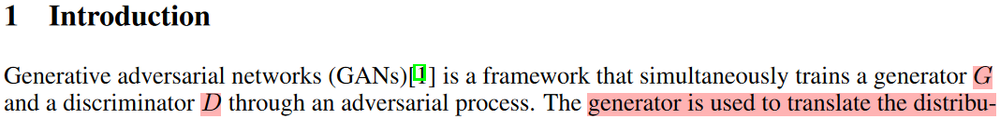 1 Introduction
Generative adversarial networks (GANs)[1] is a framework that simultaneously trains a generator G
and a discriminator D through an adversarial process. The generator is used to translate the distribu-